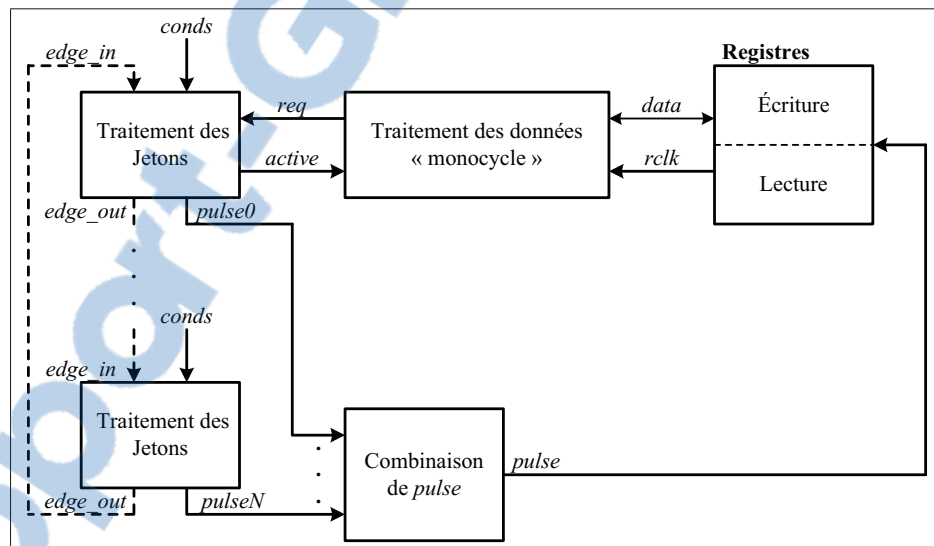 conds
edge_in
Registres
Traitement des
Jetons
req
active
Traitement des données
« monocycle »
data
rclk
Écriture
Lecture
edge_out
pulse0
conds
edge_in
Traitement des
Jetons
edge_out
pulseN
Combinaison
de pulse
pulse